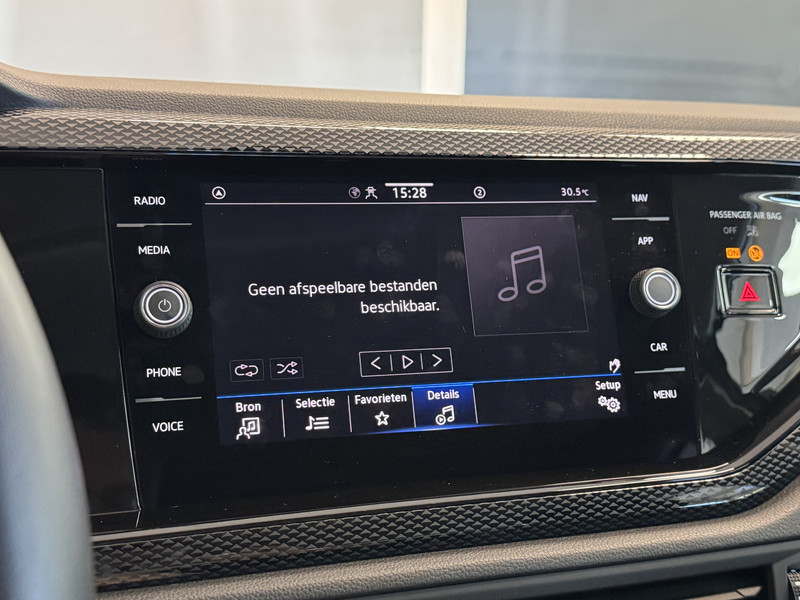 RADIO
MEDIA
PHONE
VOICE
15:28
2
30.5°C
Geen afspeelbare bestanden
beschikbaar.
Bron
Selectie
Favorieten
Details
Setup
NAV
APP
CAR
MENU
PASSENGER AIR BAG
OFF
ON